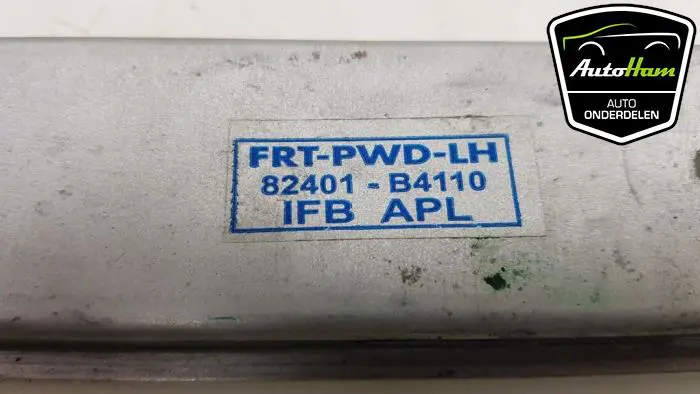 FRT-PWD-LH
82401 - B4110
IFB APL
AutoHam
AUTO
ONDERDELEN